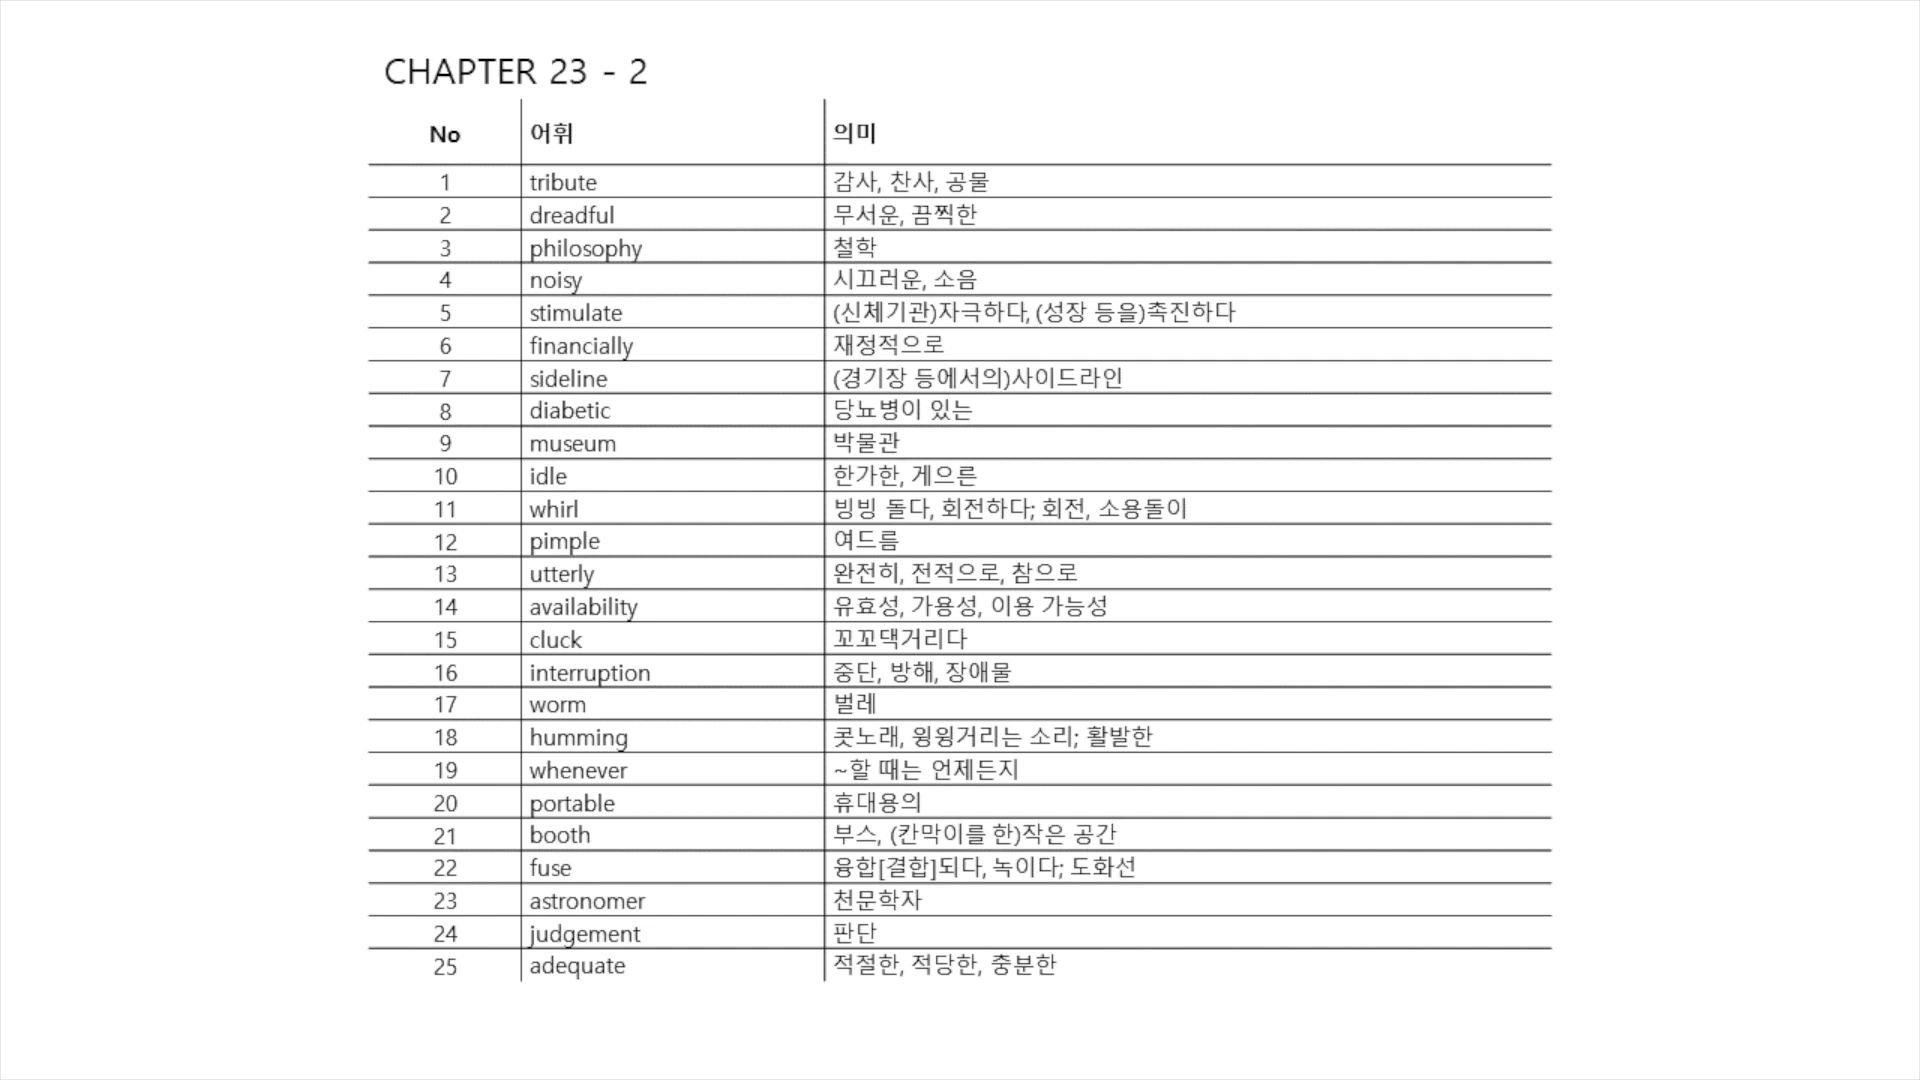 CHAPTER 23 - 2
No 어휘 의미
1 tribute 감사, 찬사, 공물
2 dreadful 무서운, 끔찍한
3 philosophy 철학
4 noisy 시끄러운, 소음
5 stimulate (신체기관)자극하다, (성장 등을)촉진하다
6 financially 재정적으로
7 sideline (경기장 등에서의)사이드라인
8 diabetic 당뇨병이 있는
9 museum 박물관
10 idle 한가한, 게으른
11 whirl 빙빙 돌다, 회전하다; 회전, 소용돌이
12 pimple 여드름
13 utterly 완전히, 전적으로, 참으로
14 availability 유효성, 가용성, 이용 가능성
15 cluck 꼬꼬댁거리다
16 interruption 중단, 방해, 장애물
17 worm 벌레
18 humming 콧노래, 윙윙거리는 소리; 활발한
19 whenever ~할 때는 언제든지
20 portable 휴대용의
21 booth 부스, (칸막이를 한)작은 공간
22 fuse 융합[결합]되다, 녹이다; 도화선
23 astronomer 천문학자
24 judgement 판단
25 adequate 적절한, 적당한, 충분한